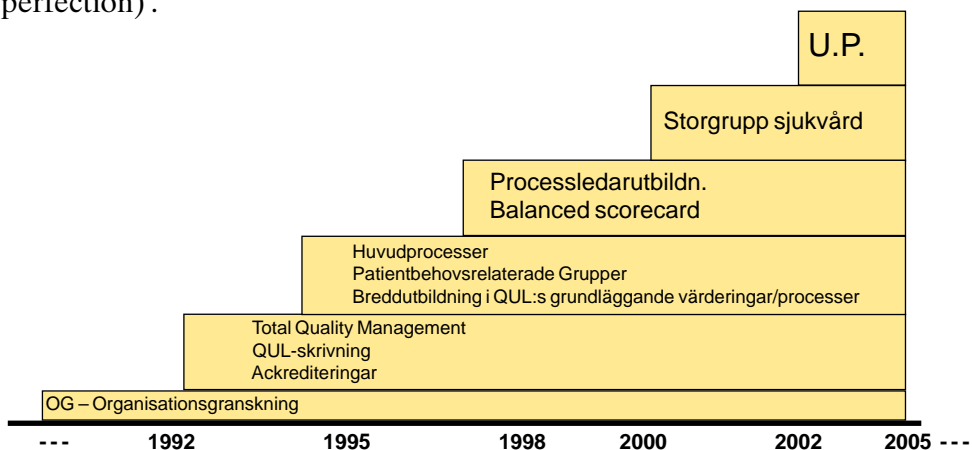 perfection).
U.P.
Storgrupp sjukvård
Processledarutbildn.
Balanced scorecard
Huvudprocesser
Patientbehovsrelaterade Grupper
Breddutbildning i QUL:s grundläggande värderingar/processer
Total Quality Management
QUL-skrivning
Ackrediteringar
OG – Organisationsgranskning
--- 1992 1995 1998 2000 2002 2005 ---